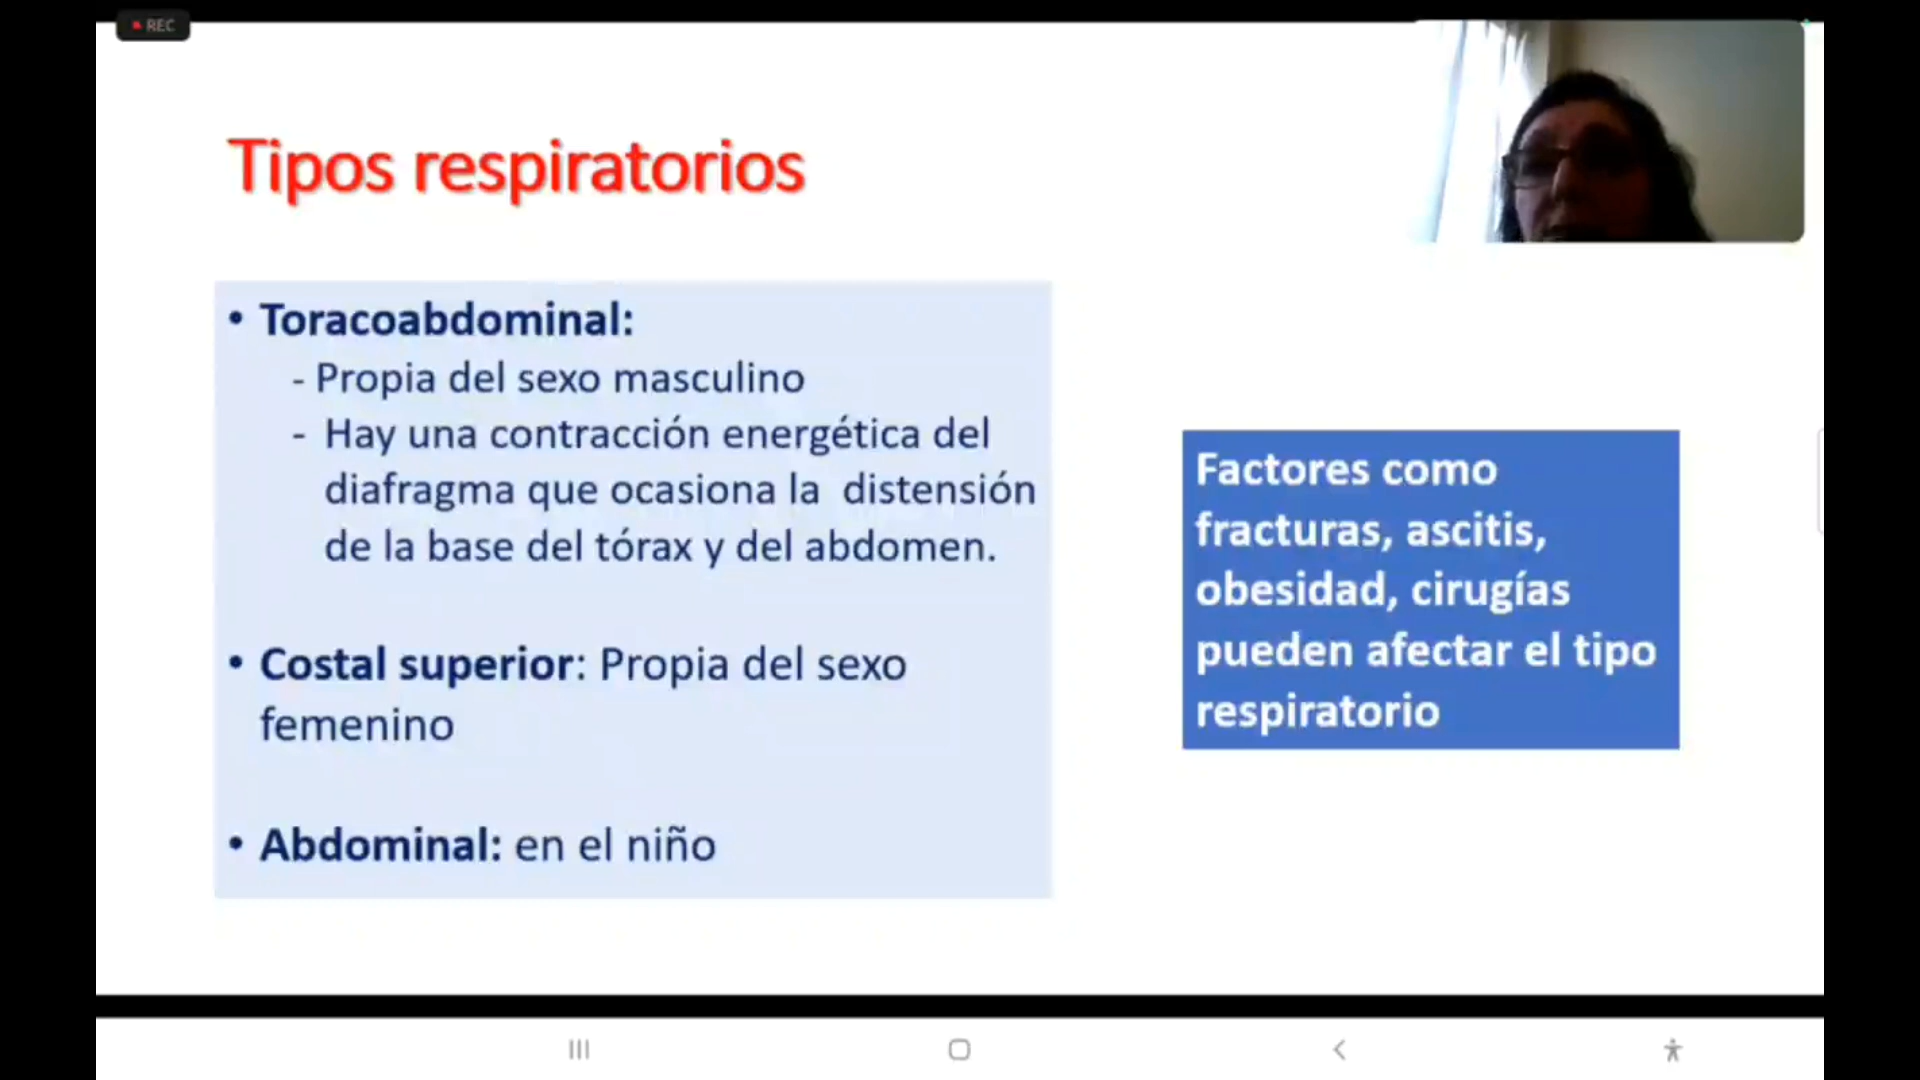 REC
Tipos respiratorios
• Toracoabdominal:
- Propia del sexo masculino
- Hay una contracción energética del
diafragma que ocasiona la distensión
de la base del tórax y del abdomen.
• Costal superior: Propia del sexo
femenino
• Abdominal: en el niño
Factores como
fracturas, ascitis,
obesidad, cirugías
pueden afectar el tipo
respiratorio